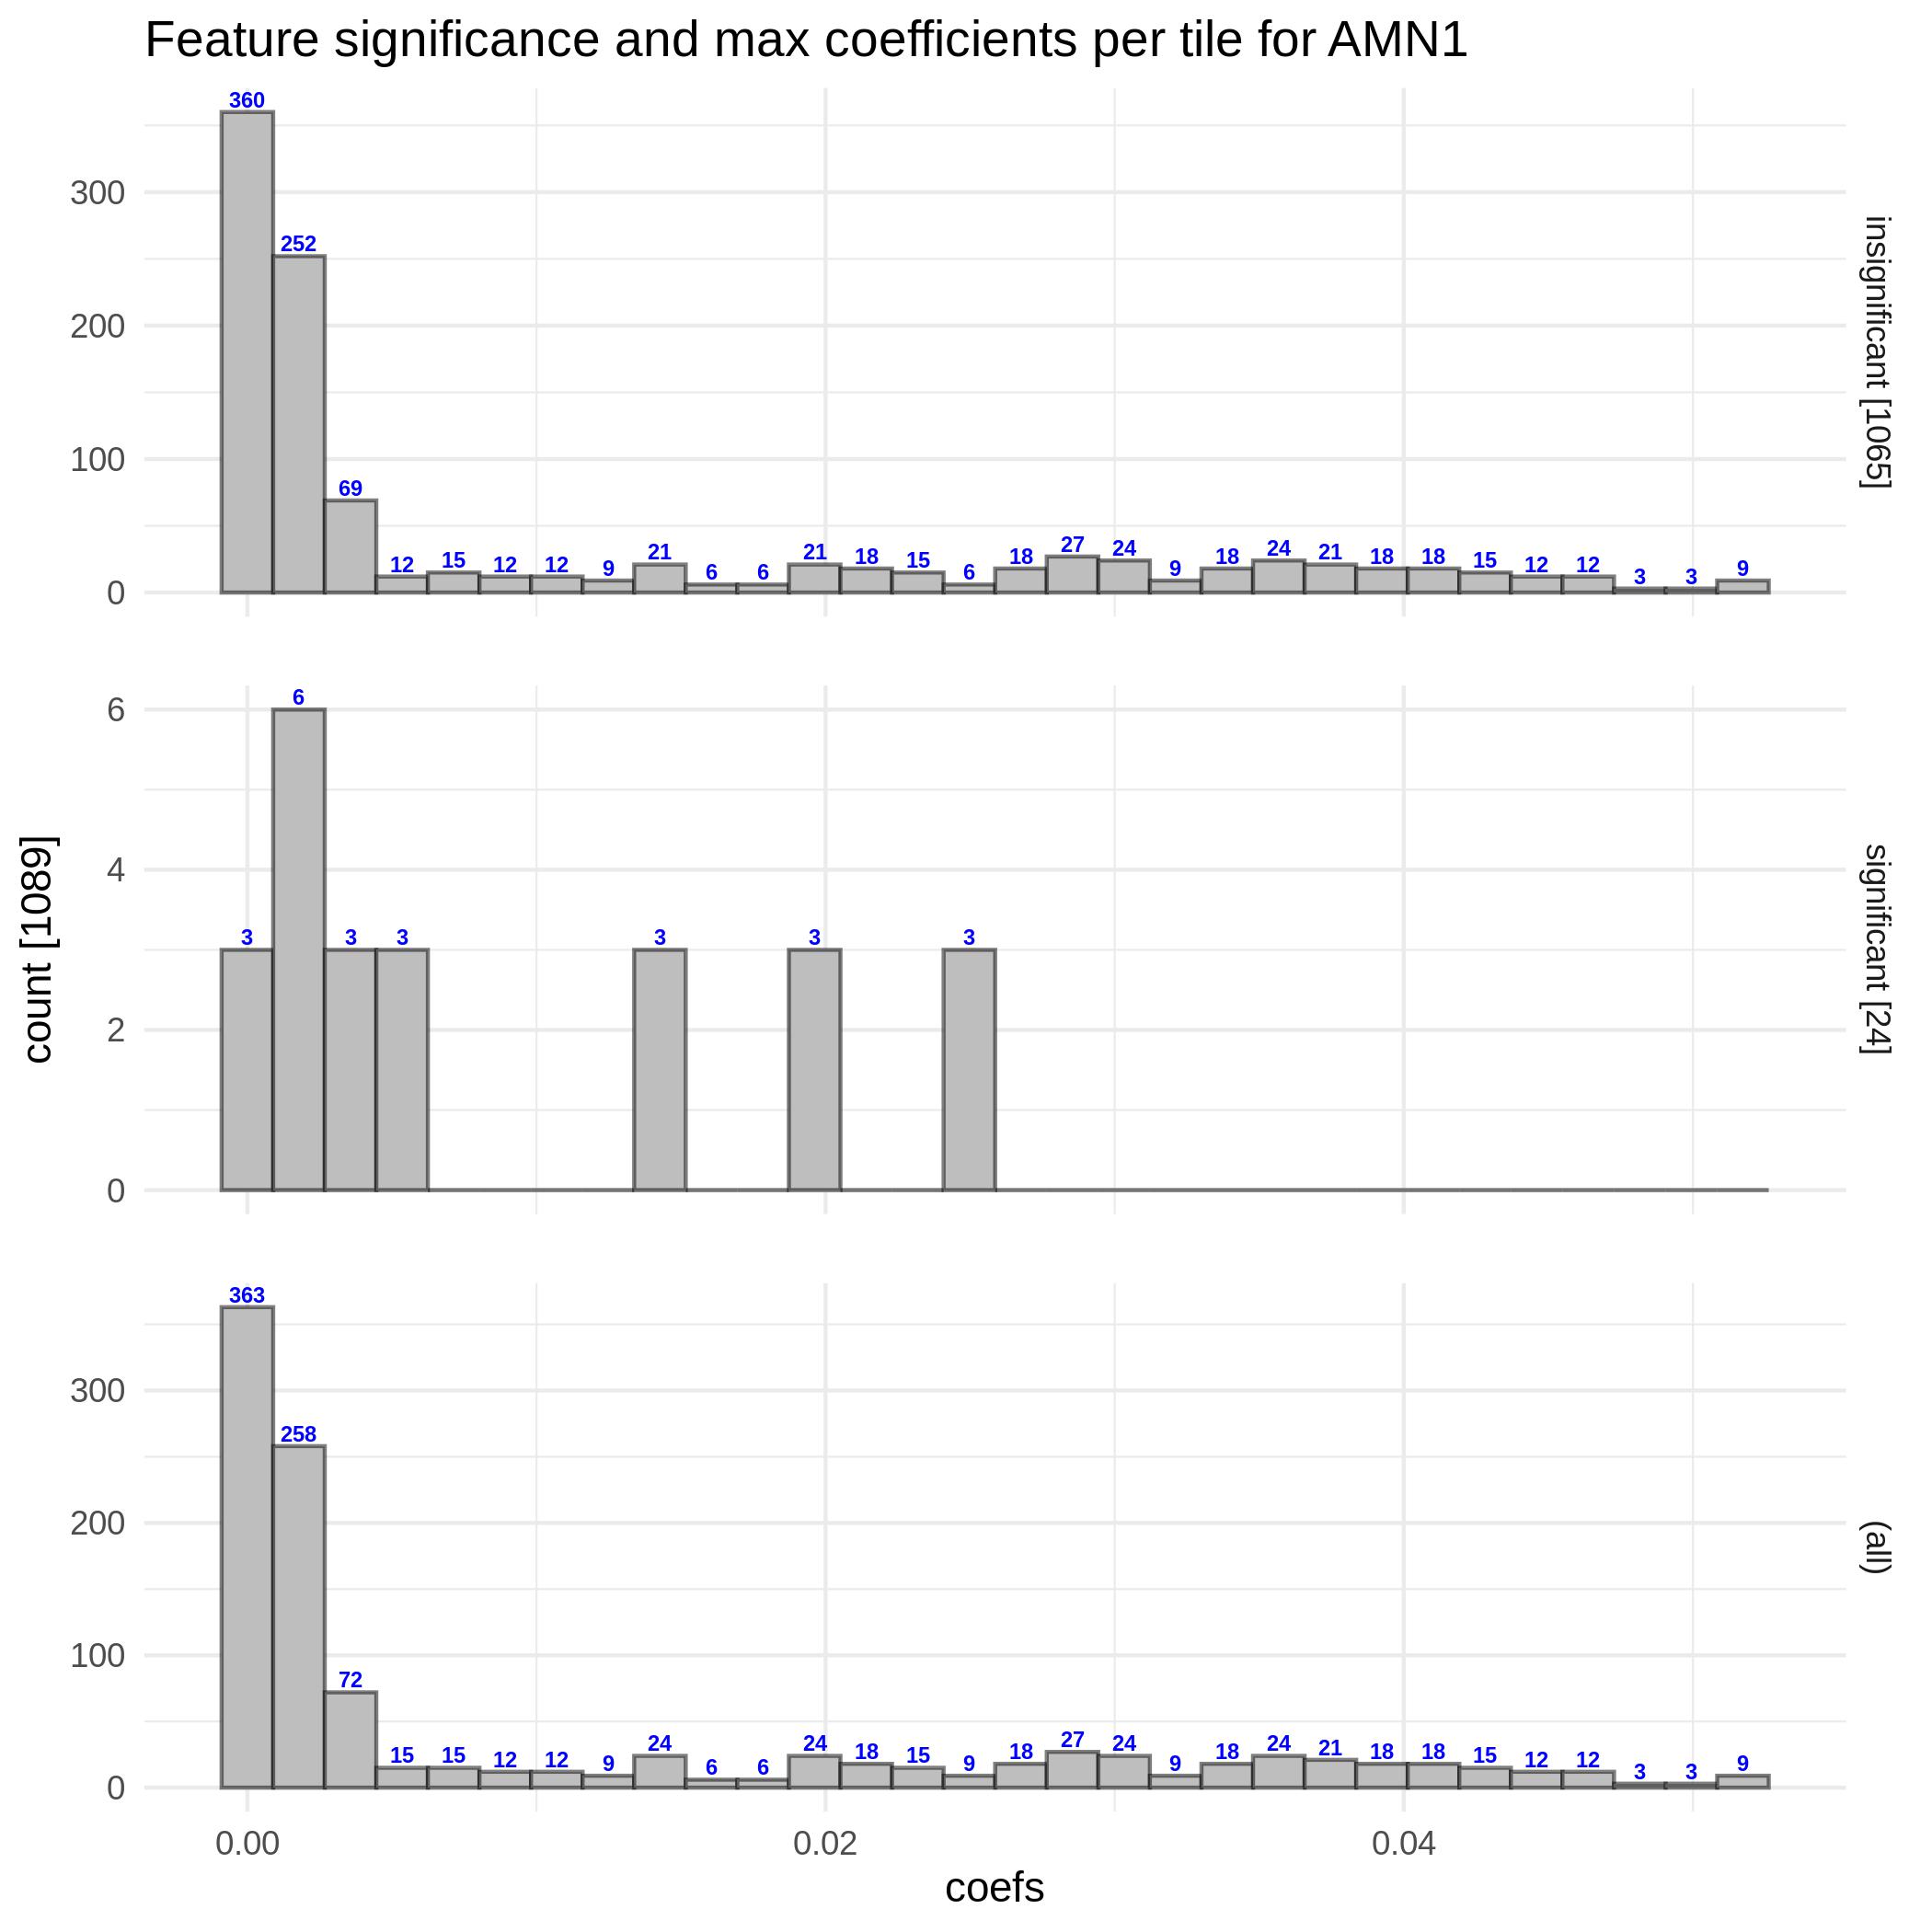 Feature significance and max coefficients per tile for AMN1
360
252
69
12 15 12 12 9 21 6 6 21 18 15 6 18 27 24 9 18 24 21 18 18 15 12 12 3 3 9
300
200
100
0
insignificant [1065]
6
3 3 3 3 3 3
6
4
2
0
significant [24]
count [1089]
363
258
72
15 15 12 12 9 24 6 6 24 18 15 9 18 27 24 9 18 24 21 18 18 15 12 12 3 3 9
300
200
100
0
(all)
0.00 0.02 0.04
coefs